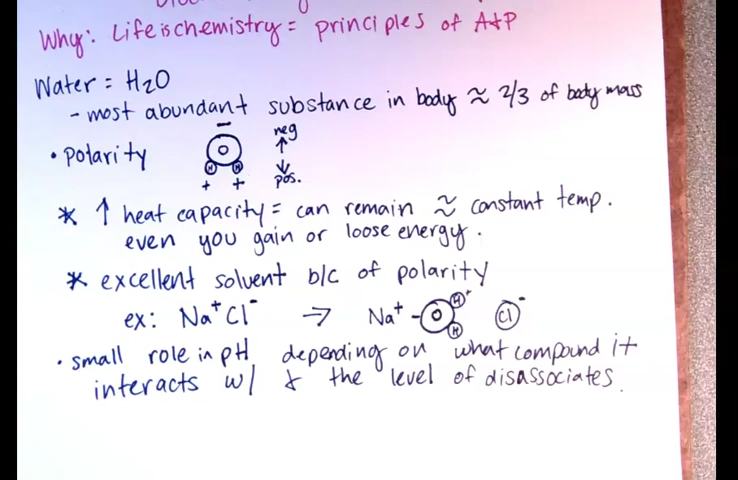 Why: Life is chemistry = principles of A&P
Water = H2O
- most abundant substance in body ≈ 2/3 of body mass
• Polarity
−
O
H H
+ +
neg
↑
↓
pos.
* ↑ heat capacity = can remain ≈ constant temp.
even you gain or loose energy.
* excellent solvent b/c of polarity
ex: Na+Cl- → Na+ - O H+ H Cl-
• small role in pH depending on what compound it
interacts w/ & the level of disassociates.